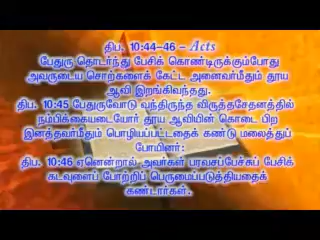 திப. 10:44-46 – Acts
பேதுரு தொடர்ந்து பேசிக் கொண்டிருக்கும்போது
அவருடைய சொற்களைக் கேட்ட அனைவர்மீதும் தூய
ஆவி இறங்கிவந்தது.
திப. 10:45 பேதுருவோடு வந்திருந்த விருத்தசேதனத்தில்
நம்பிக்கையுடையோர் தூய ஆவியின் கொடை பிற
இனத்தவர்மீதும் பொழியப்பட்டதைக் கண்டு மலைத்துப்
போயினர்:
திப. 10:46 ஏனென்றால் அவர்கள் பரவசப்பேச்சுப் பேசிக்
கடவுளைப் போற்றிப் பெருமைப்படுத்தியதைக்
கண்டார்கள்.